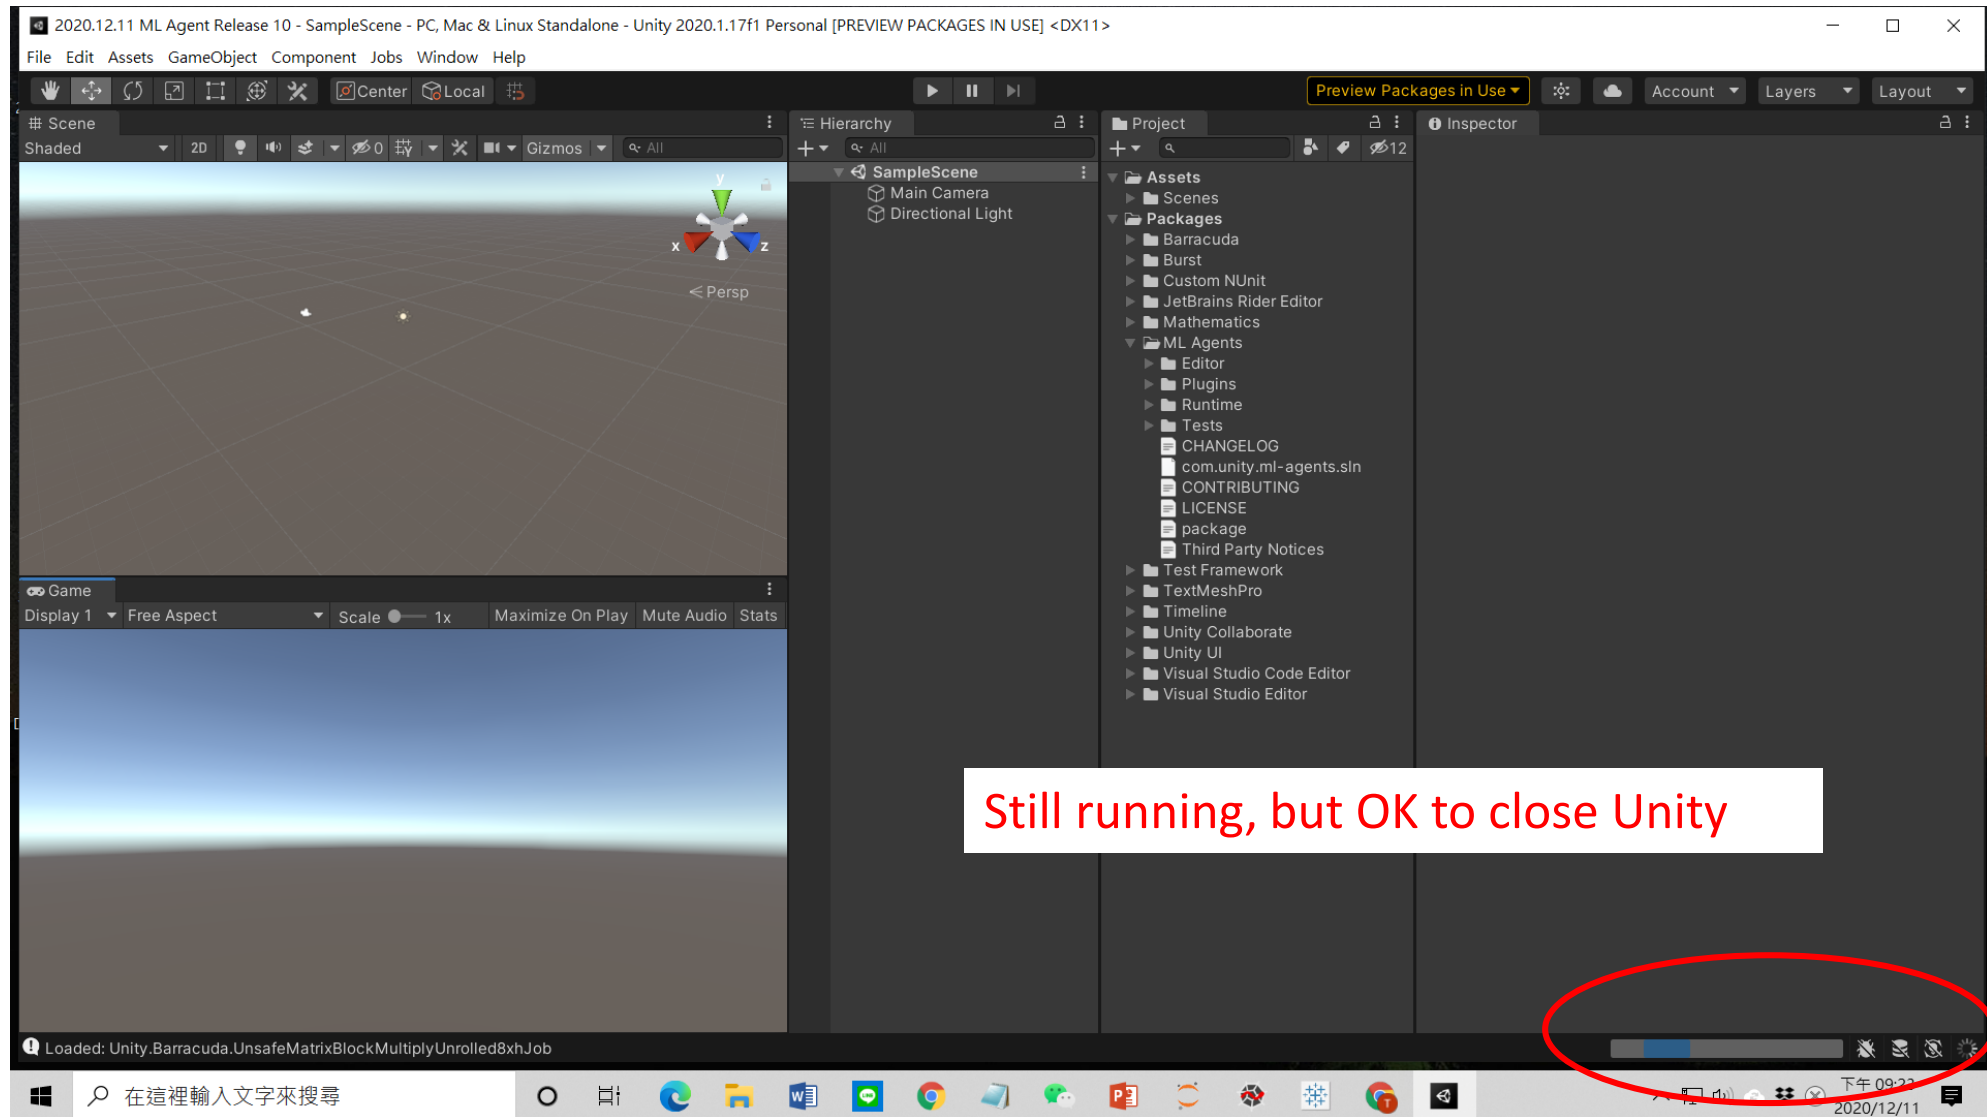 2020.12.11 ML Agent Release 10 - SampleScene - PC, Mac & Linux Standalone - Unity 2020.1.17f1 Personal [PREVIEW PACKAGES IN USE] <DX11>
File Edit Assets GameObject Component Jobs Window Help
Center Local Preview Packages in Use Account Layers Layout
Scene
Shaded 2D 0 Gizmos All
y
x z
Persp
Hierarchy
All
SampleScene
Main Camera
Directional Light
Project
12
Assets
Scenes
Packages
Barracuda
Burst
Custom NUnit
JetBrains Rider Editor
Mathematics
ML Agents
Editor
Plugins
Runtime
Tests
CHANGELOG
com.unity.ml-agents.sln
CONTRIBUTING
LICENSE
package
Third Party Notices
Test Framework
TextMeshPro
Timeline
Unity Collaborate
Unity UI
Visual Studio Code Editor
Visual Studio Editor
Inspector
Game
Display 1 Free Aspect Scale 1x Maximize On Play Mute Audio Stats
Still running, but OK to close Unity
Loaded: Unity.Barracuda.UnsafeMatrixBlockMultiplyUnrolled8xhJob
在這裡輸入文字來搜尋
下午 09:22
2020/12/11